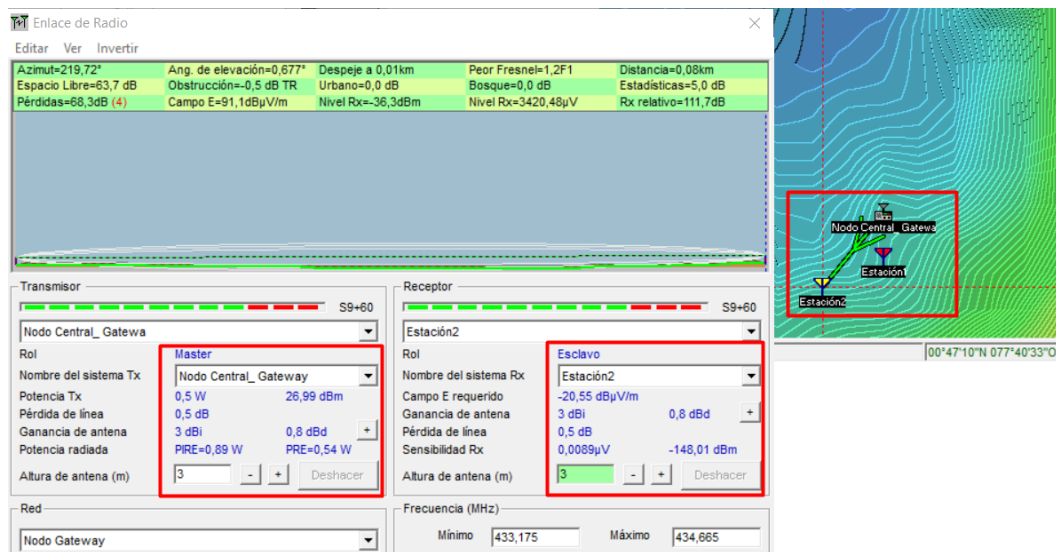 Enlace de Radio
Editar Ver Invertir
Azimut=219,72° Ang. de elevación=0,677° Despeje a 0,01km Peor Fresnel=1,2F1 Distancia=0,08km
Espacio Libre=63,7 dB Obstrucción=-0,5 dB TR Urbano=0,0 dB Bosque=0,0 dB Estadísticas=5,0 dB
Pérdidas=68,3dB (4) Campo E=91,1dBµV/m Nivel Rx=-36,3dBm Nivel Rx=3420,48µV Rx relativo=111,7dB
Nodo Central_ Gatewa
Estación1
Estación2
00°47'10"N 077°40'33"O
Transmisor
S9+60
Nodo Central_ Gatewa
Rol Master
Nombre del sistema Tx Nodo Central_ Gateway
Potencia Tx 0,5 W 26,99 dBm
Pérdida de línea 0,5 dB
Ganancia de antena 3 dBi 0,8 dBd +
Potencia radiada PIRE=0,89 W PRE=0,54 W
Altura de antena (m) 3 - + Deshacer
Receptor
S9+60
Estación2
Rol Esclavo
Nombre del sistema Rx Estación2
Campo E requerido -20,55 dBµV/m
Ganancia de antena 3 dBi 0,8 dBd +
Pérdida de línea 0,5 dB
Sensibilidad Rx 0,0089µV -148,01 dBm
Altura de antena (m) 3 - + Deshacer
Red
Nodo Gateway
Frecuencia (MHz)
Mínimo 433,175 Máximo 434,665